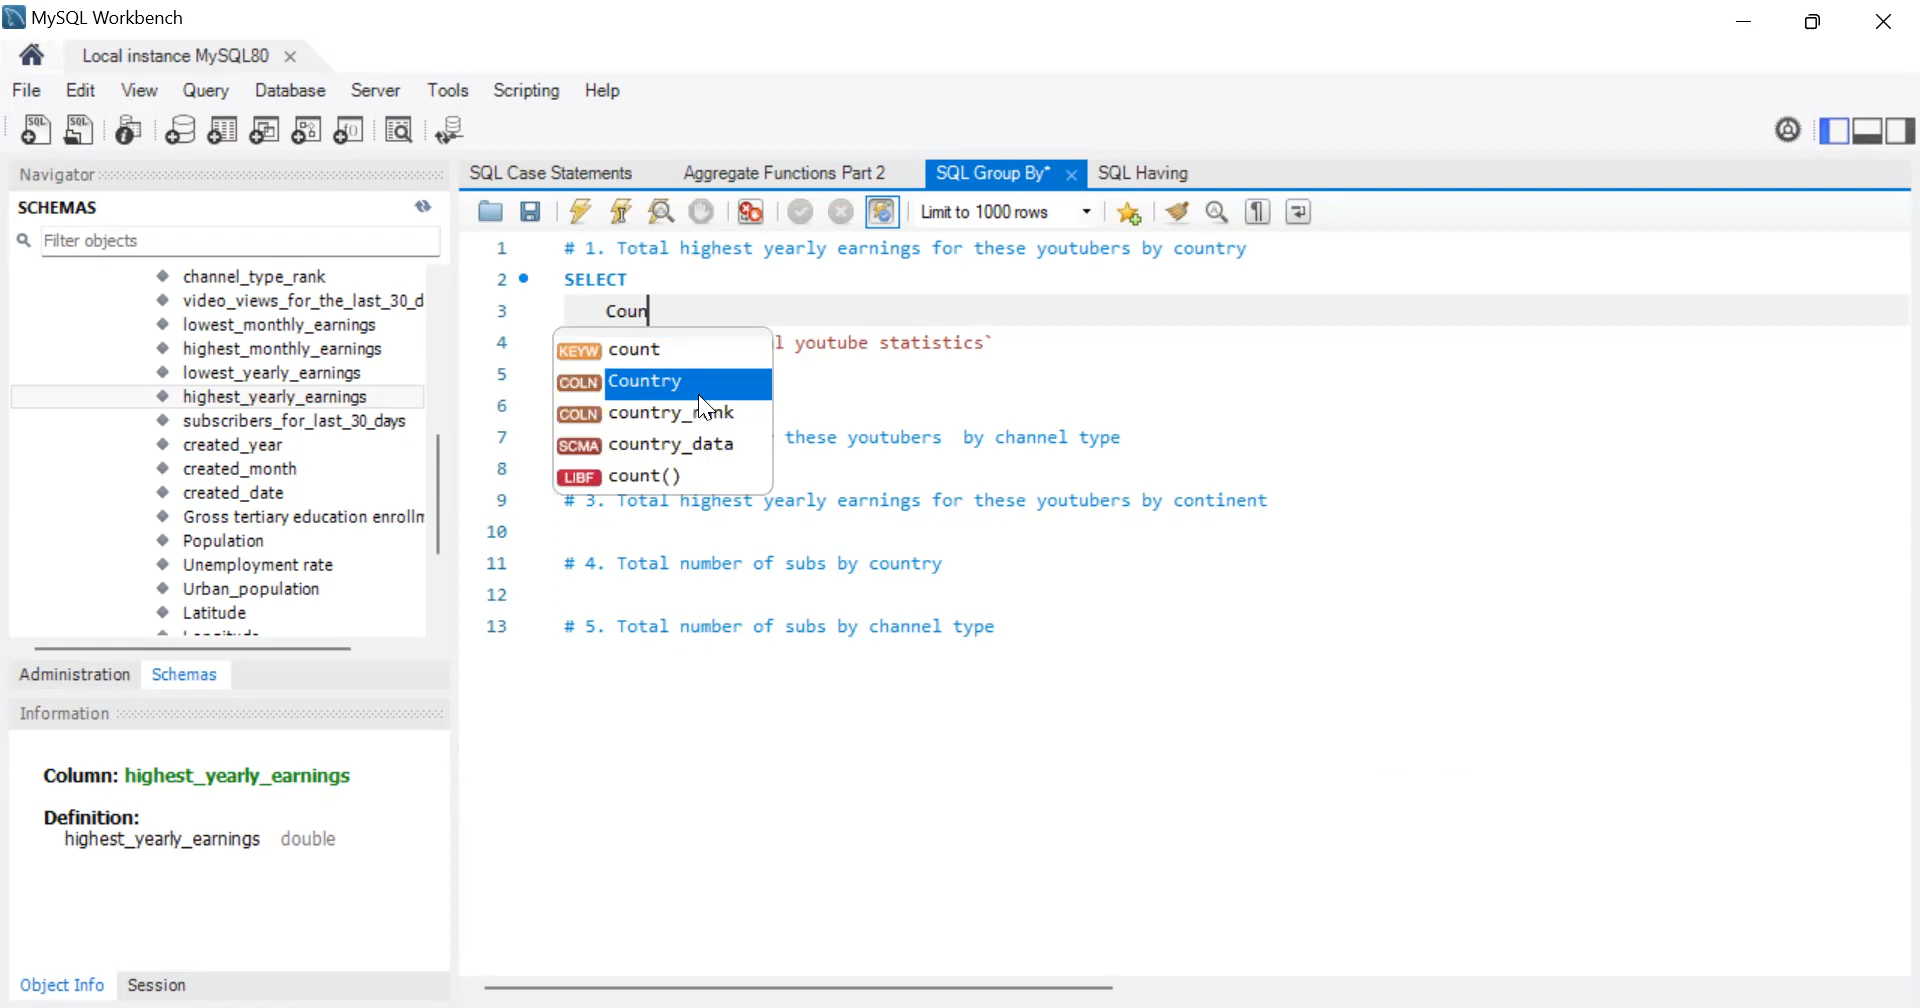 MySQL Workbench
Local instance MySQL80
File Edit View Query Database Server Tools Scripting Help
Navigator
SCHEMAS
Filter objects
channel_type_rank
video_views_for_the_last_30_d
lowest_monthly_earnings
highest_monthly_earnings
lowest_yearly_earnings
highest_yearly_earnings
subscribers_for_last_30_days
created_year
created_month
created_date
Gross tertiary education enrolln
Population
Unemployment rate
Urban_population
Latitude
Administration Schemas
Information
Column: highest_yearly_earnings
Definition:
highest_yearly_earnings double
Object Info Session
SQL Case Statements Aggregate Functions Part 2 SQL Group By* SQL Having
Limit to 1000 rows
1 # 1. Total highest yearly earnings for these youtubers by country
2 SELECT
3 Coun
4 l youtube statistics`
5
6
7 these youtubers by channel type
8
9 # 3. Total highest yearly earnings for these youtubers by continent
10
11 # 4. Total number of subs by country
12
13 # 5. Total number of subs by channel type
KEYW count
COLN Country
COLN country_rank
SCMA country_data
LIBF count()